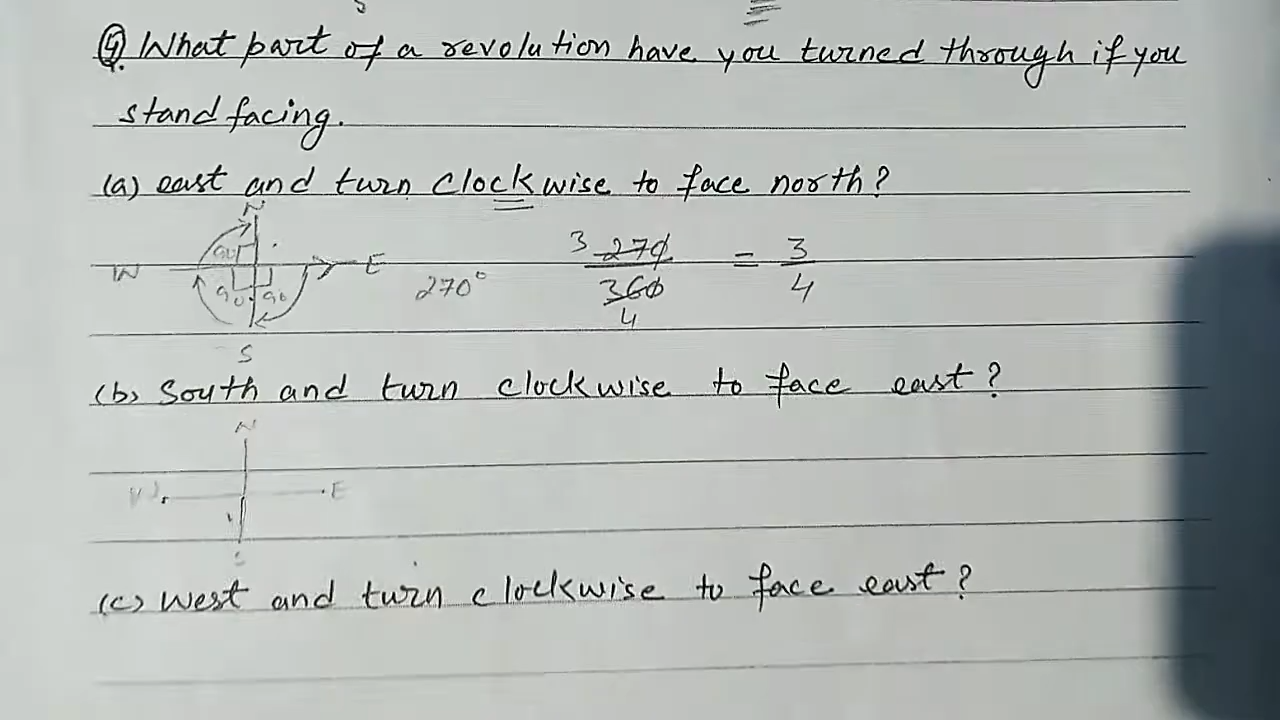 Q4. What part of a revolution have you turned through if you
stand facing.
(a) east and turn clockwise to face north?
N
W 90 E
90 90
S
270°
3 270 / 360 4 = 3/4
(b) South and turn clockwise to face east?
N
W E
S
(c) West and turn clockwise to face east?